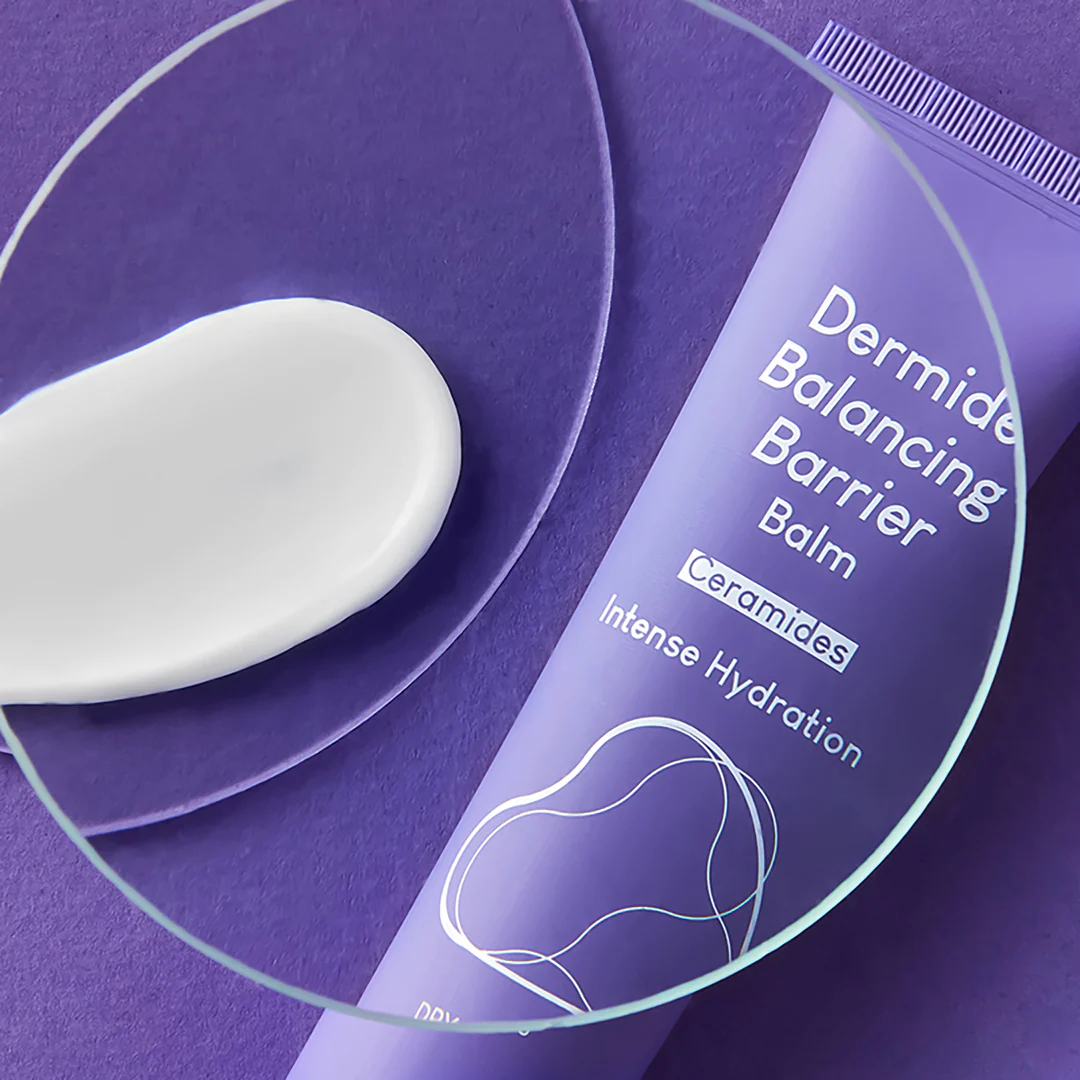 Dermide
Balancing
Barrier
Balm
Ceramides
Intense Hydration